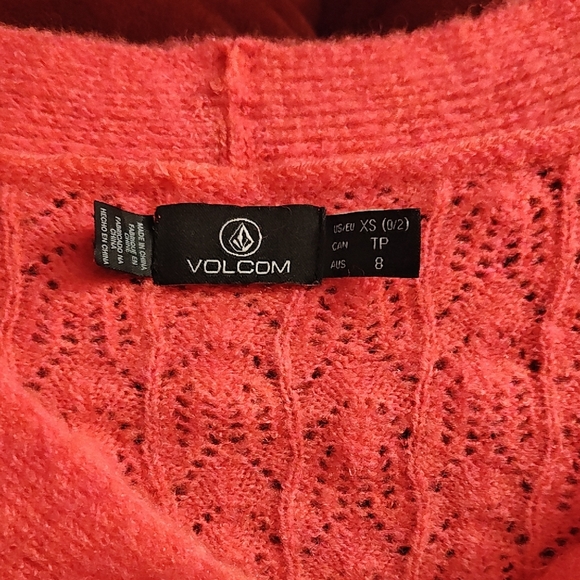 MADE IN CHINA
FABRIQUÉ EN
CHINE
FABRICADO NA
CHINA
HECHO EN CHINA
VOLCOM
US/EU XS (0/2)
CAN TP
AUS 8